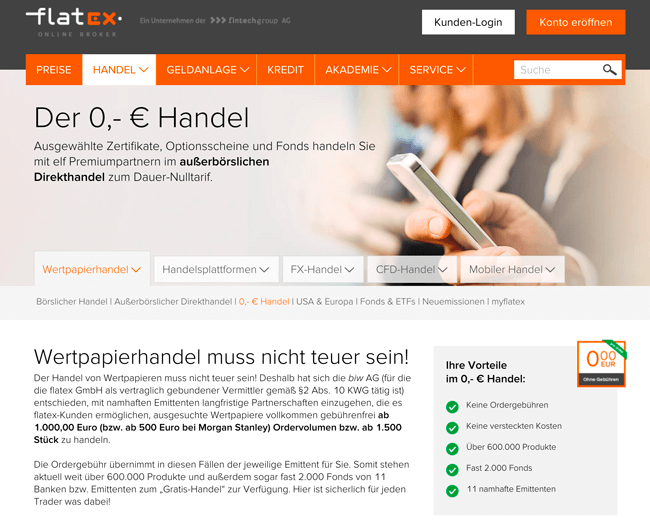 flatex
ONLINE BROKER
Ein Unternehmen der >>> fintechgroup AG
Kunden-Login
Konto eröffnen
PREISE
HANDEL
GELDANLAGE
KREDIT
AKADEMIE
SERVICE
Suche
Der 0,- € Handel
Ausgewählte Zertifikate, Optionsscheine und Fonds handeln Sie
mit elf Premiumpartnern im außerbörslichen
Direkthandel zum Dauer-Nulltarif.
Wertpapierhandel
Handelsplattformen
FX-Handel
CFD-Handel
Mobiler Handel
Börslicher Handel | Außerbörslicher Direkthandel | 0,- € Handel | USA & Europa | Fonds & ETFs | Neuemissionen | myflatex
Wertpapierhandel muss nicht teuer sein!
Der Handel von Wertpapieren muss nicht teuer sein! Deshalb hat sich die biw AG (für die
die flatex GmbH als vertraglich gebundener Vermittler gemäß §2 Abs. 10 KWG tätig ist)
entschieden, mit namhaften Emittenten langfristige Partnerschaften einzugehen, die es
flatex-Kunden ermöglichen, ausgesuchte Wertpapiere vollkommen gebührenfrei ab
1.000,00 Euro (bzw. ab 500 Euro bei Morgan Stanley) Ordervolumen bzw. ab 1.500
Stück zu handeln.
Die Ordergebühr übernimmt in diesen Fällen der jeweilige Emittent für Sie. Somit stehen
aktuell weit über 600.000 Produkte und außerdem sogar fast 2.000 Fonds von 11
Banken bzw. Emittenten zum „Gratis-Handel“ zur Verfügung. Hier ist sicherlich für jeden
Trader was dabei!
Ihre Vorteile
im 0,- € Handel:
000
EUR
Ohne Gebühren
Keine Ordergebühren
Keine versteckten Kosten
Über 600.000 Produkte
Fast 2.000 Fonds
11 namhafte Emittenten